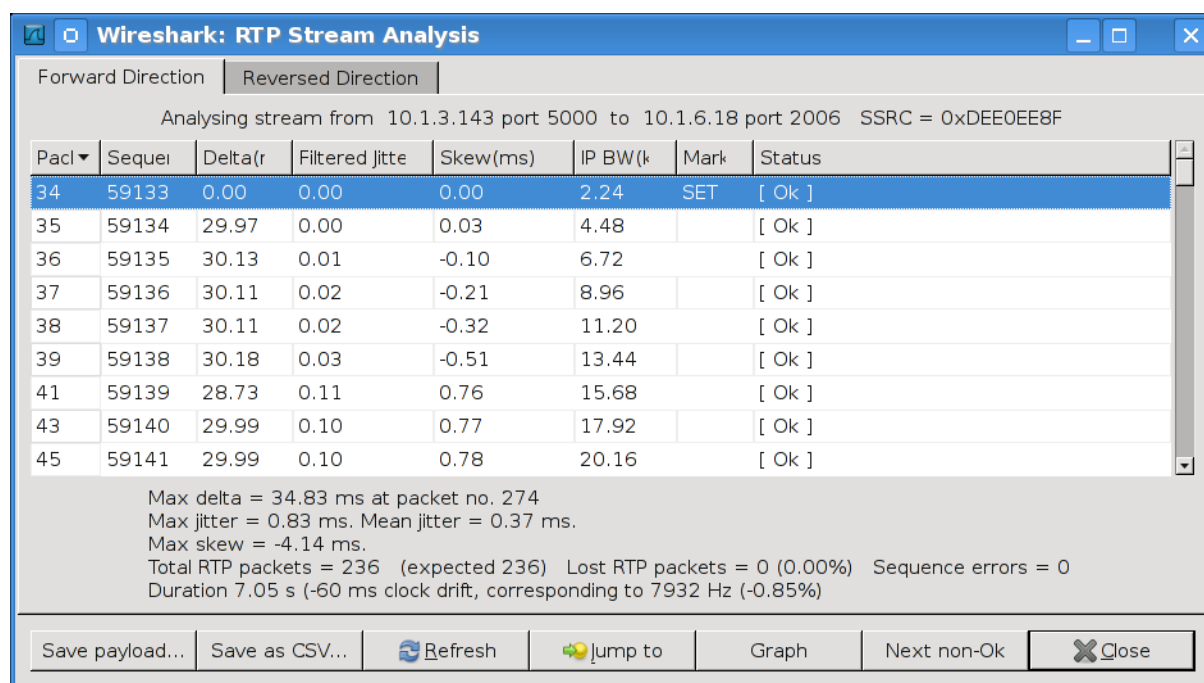 Wireshark: RTP Stream Analysis
Forward Direction Reversed Direction
Analysing stream from 10.1.3.143 port 5000 to 10.1.6.18 port 2006 SSRC = 0xDEE0EE8F
Pacl Sequei Delta(r Filtered Jitte Skew(ms) IP BW(k Mark Status
34 59133 0.00 0.00 0.00 2.24 SET [ Ok ]
35 59134 29.97 0.00 0.03 4.48 [ Ok ]
36 59135 30.13 0.01 -0.10 6.72 [ Ok ]
37 59136 30.11 0.02 -0.21 8.96 [ Ok ]
38 59137 30.11 0.02 -0.32 11.20 [ Ok ]
39 59138 30.18 0.03 -0.51 13.44 [ Ok ]
41 59139 28.73 0.11 0.76 15.68 [ Ok ]
43 59140 29.99 0.10 0.77 17.92 [ Ok ]
45 59141 29.99 0.10 0.78 20.16 [ Ok ]
Max delta = 34.83 ms at packet no. 274
Max jitter = 0.83 ms. Mean jitter = 0.37 ms.
Max skew = -4.14 ms.
Total RTP packets = 236 (expected 236) Lost RTP packets = 0 (0.00%) Sequence errors = 0
Duration 7.05 s (-60 ms clock drift, corresponding to 7932 Hz (-0.85%)
Save payload... Save as CSV... Refresh Jump to Graph Next non-Ok Close